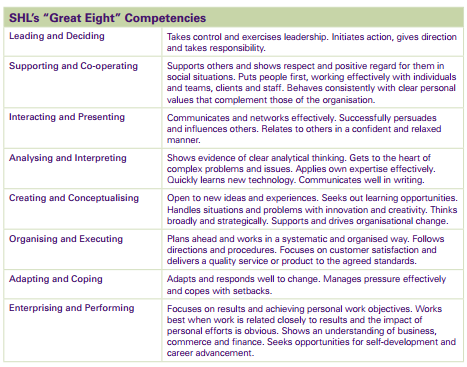 SHL's "Great Eight" Competencies
Leading and Deciding
Takes control and exercises leadership. Initiates action, gives direction
and takes responsibility.
Supporting and Co-operating
Supports others and shows respect and positive regard for them in
social situations. Puts people first, working effectively with individuals
and teams, clients and staff. Behaves consistently with clear personal
values that complement those of the organisation.
Interacting and Presenting
Communicates and networks effectively. Successfully persuades
and influences others. Relates to others in a confident and relaxed
manner.
Analysing and Interpreting
Shows evidence of clear analytical thinking. Gets to the heart of
complex problems and issues. Applies own expertise effectively.
Quickly learns new technology. Communicates well in writing.
Creating and Conceptualising
Open to new ideas and experiences. Seeks out learning opportunities.
Handles situations and problems with innovation and creativity. Thinks
broadly and strategically. Supports and drives organisational change.
Organising and Executing
Plans ahead and works in a systematic and organised way. Follows
directions and procedures. Focuses on customer satisfaction and
delivers a quality service or product to the agreed standards.
Adapting and Coping
Adapts and responds well to change. Manages pressure effectively
and copes with setbacks.
Enterprising and Performing
Focuses on results and achieving personal work objectives. Works
best when work is related closely to results and the impact of
personal efforts is obvious. Shows an understanding of business,
commerce and finance. Seeks opportunities for self-development and
career advancement.